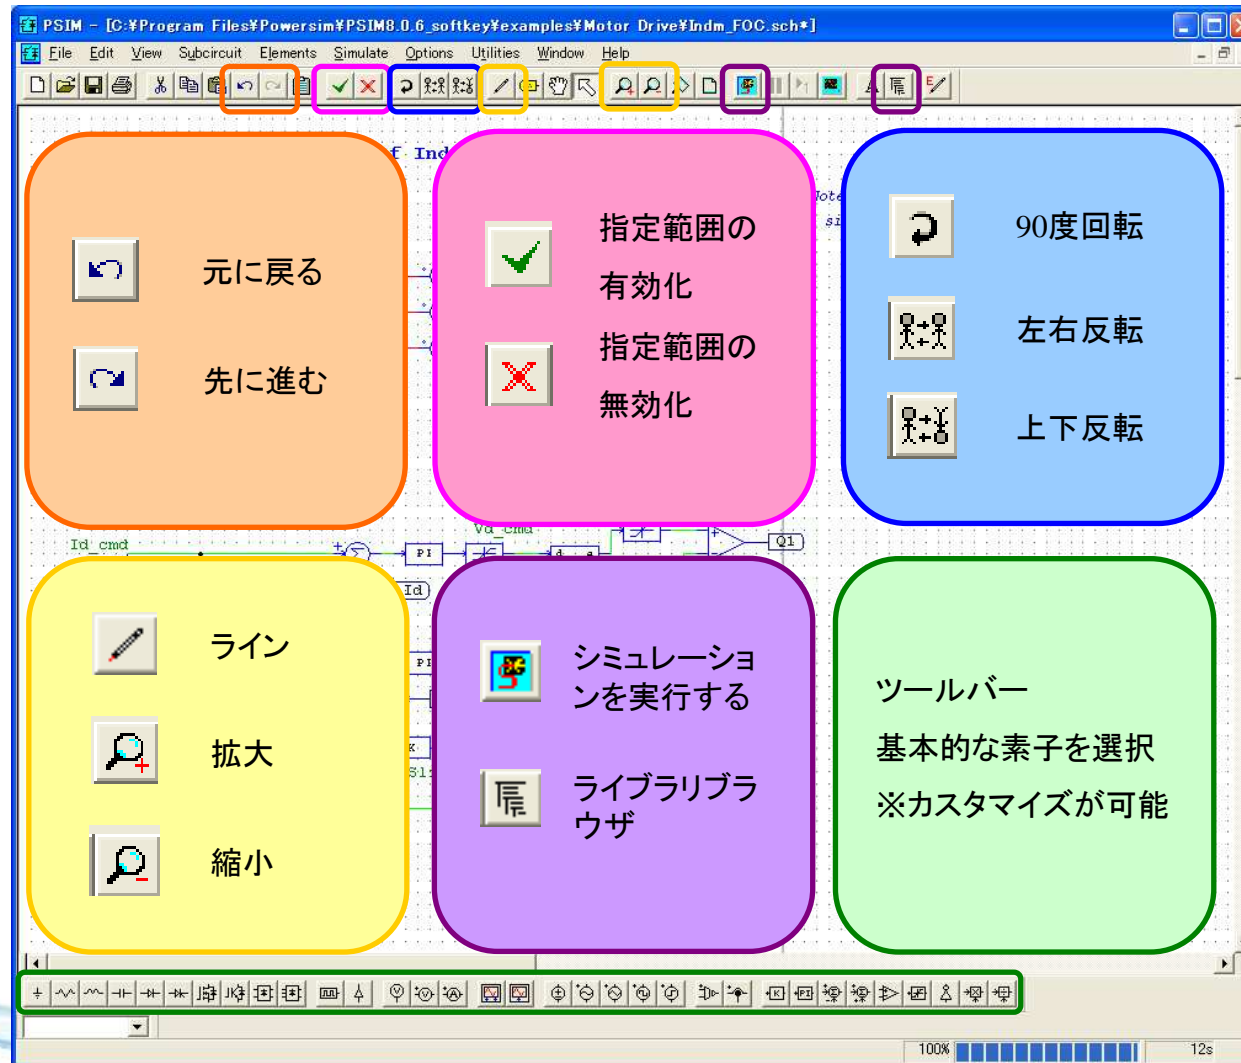 PSIM - [C:¥Program Files¥Powersim¥PSIM8.0.6_softkey¥examples¥Motor Drive¥Indm_FOC.sch*]
File Edit View Subcircuit Elements Simulate Options Utilities Window Help
f Ind
元に戻る
先に進む
指定範囲の
有効化
指定範囲の
無効化
90度回転
左右反転
上下反転
Id_cmd
Vd_cmd
PI
Q1
Id
ライン
拡大
縮小
シミュレーショ
ンを実行する
ライブラリブラ
ウザ
ツールバー
基本的な素子を選択
※カスタマイズが可能
100%
12s